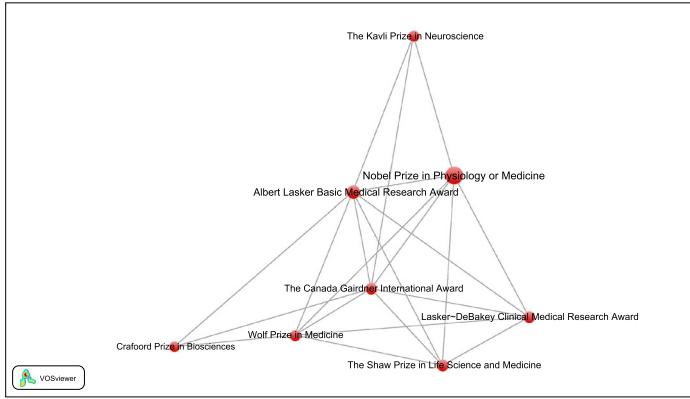 The Kavli Prize in Neuroscience
Nobel Prize in Physiology or Medicine
Albert Lasker Basic Medical Research Award
The Canada Gairdner International Award
Lasker~DeBakey Clinical Medical Research Award
Wolf Prize in Medicine
Crafoord Prize in Biosciences
The Shaw Prize in Life Science and Medicine
VOSviewer